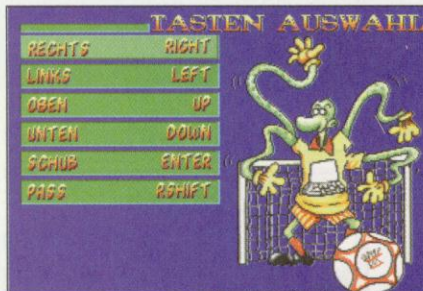 TASTEN AUSWAHL
RECHTS RIGHT
LINKS LEFT
OBEN UP
UNTEN DOWN
SCHUB ENTER
PASS RSHIFT